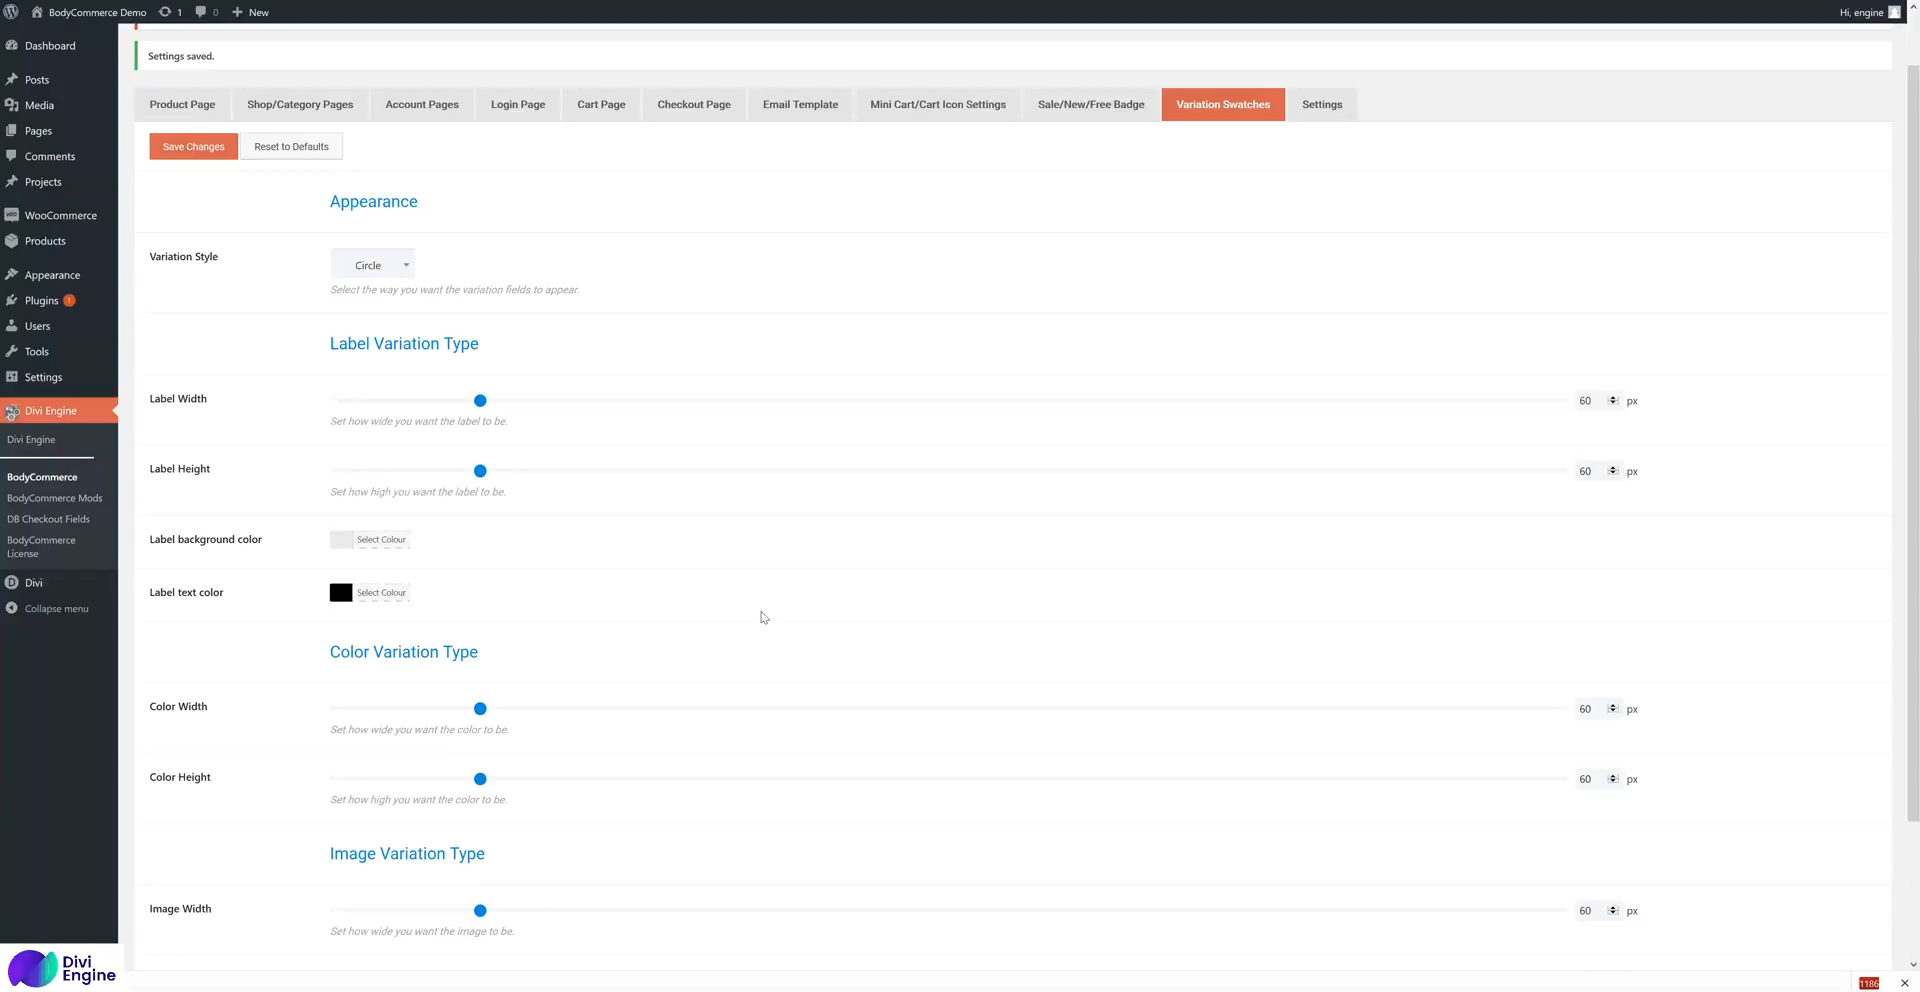 BodyCommerce Demo 1 0 New
Hi, engine
Dashboard
Posts
Media
Pages
Comments
Projects
WooCommerce
Products
Appearance
Plugins 1
Users
Tools
Settings
Divi Engine
Divi Engine
BodyCommerce
BodyCommerce Mods
DB Checkout Fields
BodyCommerce
License
Divi
Collapse menu
Divi
Engine
Settings saved.
Product Page Shop/Category Pages Account Pages Login Page Cart Page Checkout Page Email Template Mini Cart/Cart Icon Settings Sale/New/Free Badge Variation Swatches Settings
Save Changes Reset to Defaults
Appearance
Variation Style Circle
Select the way you want the variation fields to appear.
Label Variation Type
Label Width 60 px
Set how wide you want the label to be.
Label Height 60 px
Set how high you want the label to be.
Label background color Select Colour
Label text color Select Colour
Color Variation Type
Color Width 60 px
Set how wide you want the color to be.
Color Height 60 px
Set how high you want the color to be.
Image Variation Type
Image Width 60 px
Set how wide you want the image to be.
1186